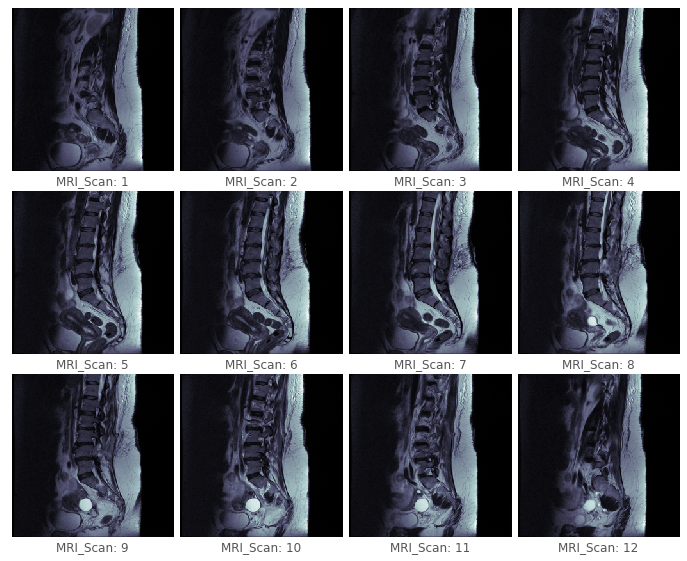 MRI_Scan: 1
MRI_Scan: 2
MRI_Scan: 3
MRI_Scan: 4
MRI_Scan: 5
MRI_Scan: 6
MRI_Scan: 7
MRI_Scan: 8
MRI_Scan: 9
MRI_Scan: 10
MRI_Scan: 11
MRI_Scan: 12